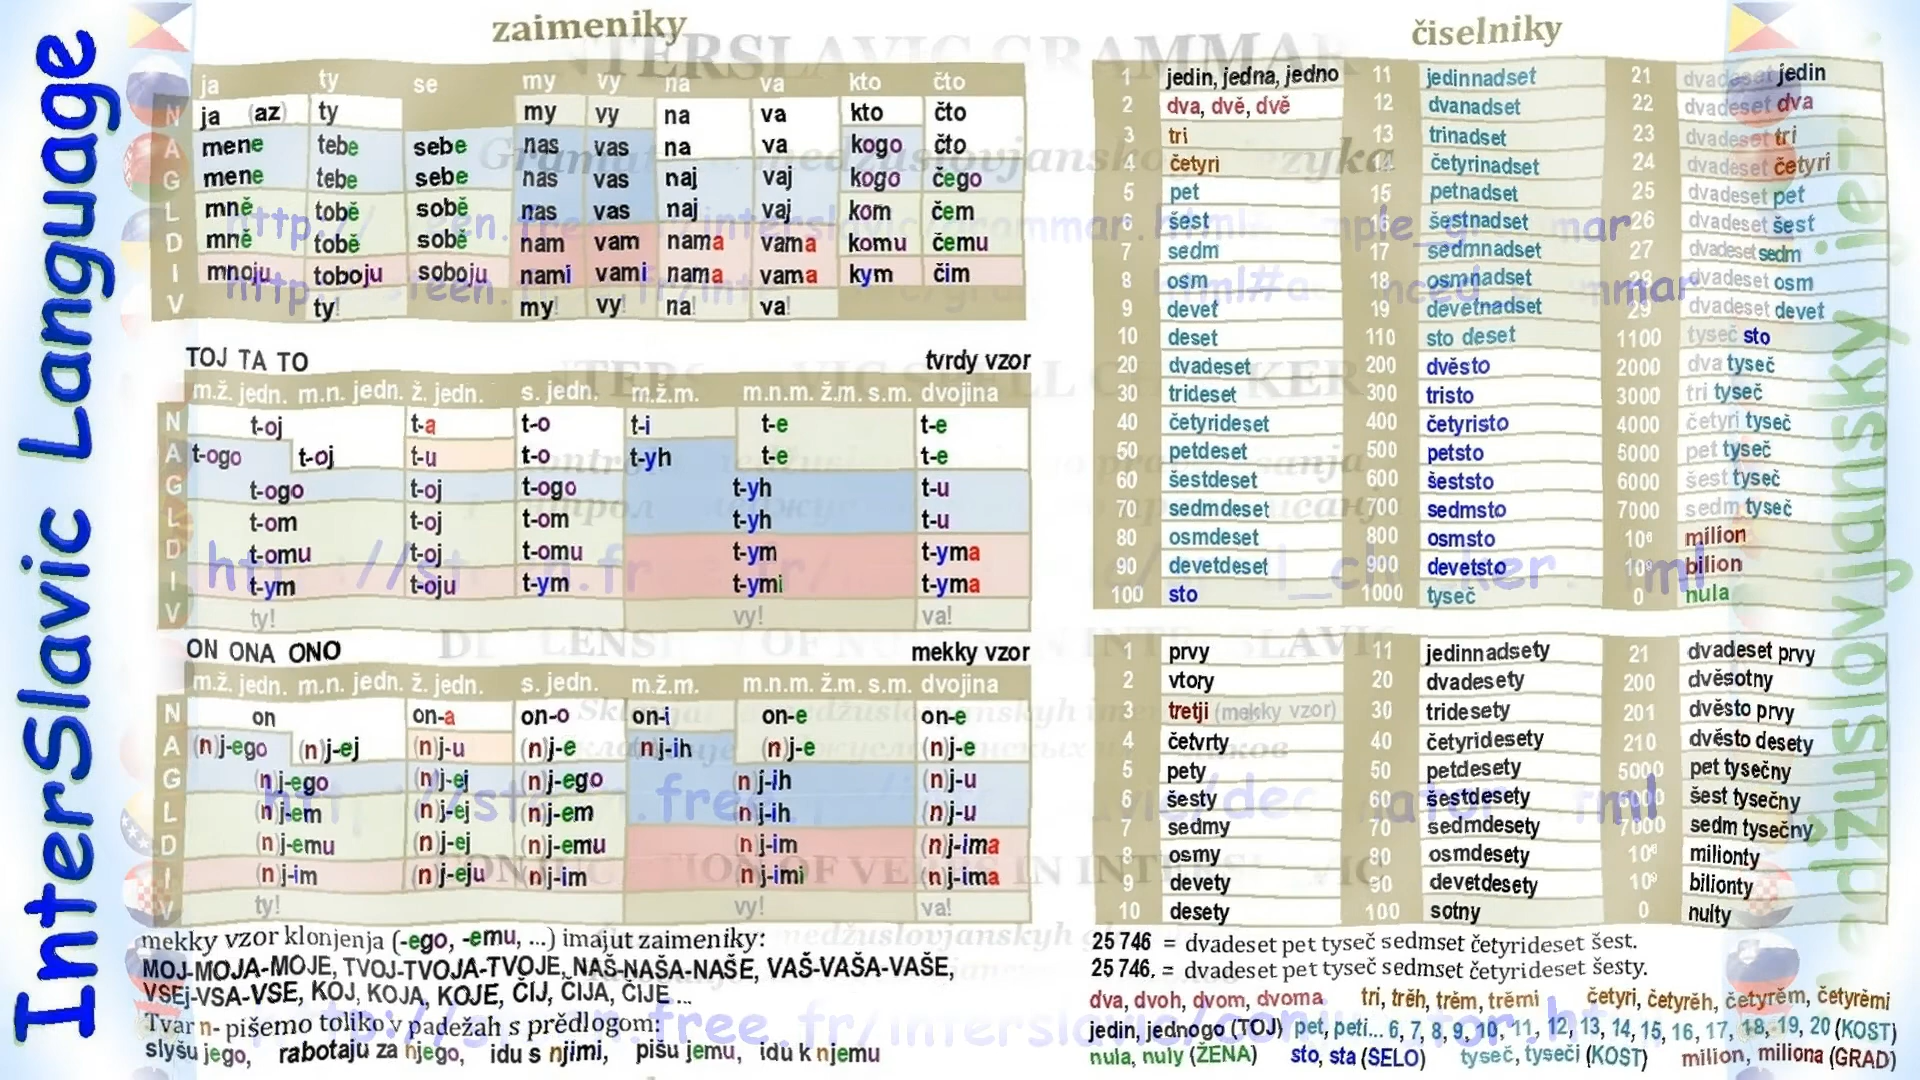 InterSlavic Language
zaimeniky
ja ty se my vy na va kto čto
N ja (az) ty my vy na va kto čto
A mene tebe sebe nas vas na va kogo čto
G mene tebe sebe nas vas naj vaj kogo čego
L mně tobě sobě nas vas naj vaj kom čem
D mně tobě sobě nam vam nama vama komu čemu
I mnoju toboju soboju nami vami nama vama kym čim
V ty! my! vy! na! va!
TOJ TA TO tvrdy vzor
m.ž. jedn. m.n. jedn. ž. jedn. s. jedn. m.ž.m. m.n.m. ž.m. s.m. dvojina
N t-oj t-a t-o t-i t-e t-e
A t-ogo t-oj t-u t-o t-yh t-e t-e
G t-ogo t-oj t-ogo t-yh t-u
L t-om t-oj t-om t-yh t-u
D t-omu t-oj t-omu t-ym t-yma
I t-ym t-oju t-ym t-ymi t-yma
V ty! vy! va!
ON ONA ONO mekky vzor
m.ž. jedn. m.n. jedn. ž. jedn. s. jedn. m.ž.m. m.n.m. ž.m. s.m. dvojina
N on on-a on-o on-i on-e on-e
A (n)j-ego (n)j-ej (n)j-u (n)j-e (n)j-ih (n)j-e (n)j-e
G (n)j-ego (n)j-ej (n)j-ego (n)j-ih (n)j-u
L (n)j-em (n)j-ej (n)j-em (n)j-ih (n)j-u
D (n)j-emu (n)j-ej (n)j-emu (n)j-im (n)j-ima
I (n)j-im (n)j-eju (n)j-im (n)j-imi (n)j-ima
V ty! vy! va!
mekky vzor klonjenja (-ego, -emu, ...) imajut zaimeniky:
MOJ-MOJA-MOJE, TVOJ-TVOJA-TVOJE, NAŠ-NAŠA-NAŠE, VAŠ-VAŠA-VAŠE,
VSEj-VSA-VSE, KOJ, KOJA, KOJE, ČIJ, ČIJA, ČIJE ...
Tvar n- pišemo toliko v padežah s prědlogom:
slyšu jego, rabotaju za njego, idu s njimi, pišu jemu, idu k njemu
čiselniky
1 jedin, jedna, jedno 11 jedinnadset 21 dvadeset jedin
2 dva, dvě, dvě 12 dvanadset 22 dvadeset dva
3 tri 13 trinadset 23 dvadeset tri
4 četyri 14 četyrinadset 24 dvadeset četyri
5 pet 15 petnadset 25 dvadeset pet
6 šest 16 šestnadset 26 dvadeset šest
7 sedm 17 sedmnadset 27 dvadeset sedm
8 osm 18 osmnadset 28 dvadeset osm
9 devet 19 devetnadset 29 dvadeset devet
10 deset 110 sto deset 1100 tyseč sto
20 dvadeset 200 dvěsto 2000 dva tyseč
30 trideset 300 tristo 3000 tri tyseč
40 četyrideset 400 četyristo 4000 četyri tyseč
50 petdeset 500 petsto 5000 pet tyseč
60 šestdeset 600 šeststo 6000 šest tyseč
70 sedmdeset 700 sedmsto 7000 sedm tyseč
80 osmdeset 800 osmsto 10⁶ milion
90 devetdeset 900 devetsto 10⁹ bilion
100 sto 1000 tyseč 0 nula
1 prvy 11 jedinnadsety 21 dvadeset prvy
2 vtory 20 dvadesety 200 dvěsotny
3 tretji (mekky vzor) 30 tridesety 201 dvěsto prvy
4 četvrty 40 četyridesety 210 dvěsto desety
5 pety 50 petdesety 5000 pet tysečny
6 šesty 60 šestdesety 6000 šest tysečny
7 sedmy 70 sedmdesety 7000 sedm tysečny
8 osmy 80 osmdesety 10⁶ milionty
9 devety 90 devetdesety 10⁹ bilionty
10 desety 100 sotny 0 nulty
25 746 = dvadeset pet tyseč sedmset četyrideset šest.
25 746. = dvadeset pet tyseč sedmset četyrideset šesty.
dva, dvoh, dvom, dvoma tri, trěh, trěm, trěmi četyri, četyrěh, četyrěm, četyrěmi
jedin, jednogo (TOJ) pet, peti... 6, 7, 8, 9, 10, 11, 12, 13, 14, 15, 16, 17, 18, 19, 20 (KOST)
nula, nuly (ŽENA) sto, sta (SELO) tyseč, tyseči (KOST) milion, miliona (GRAD)